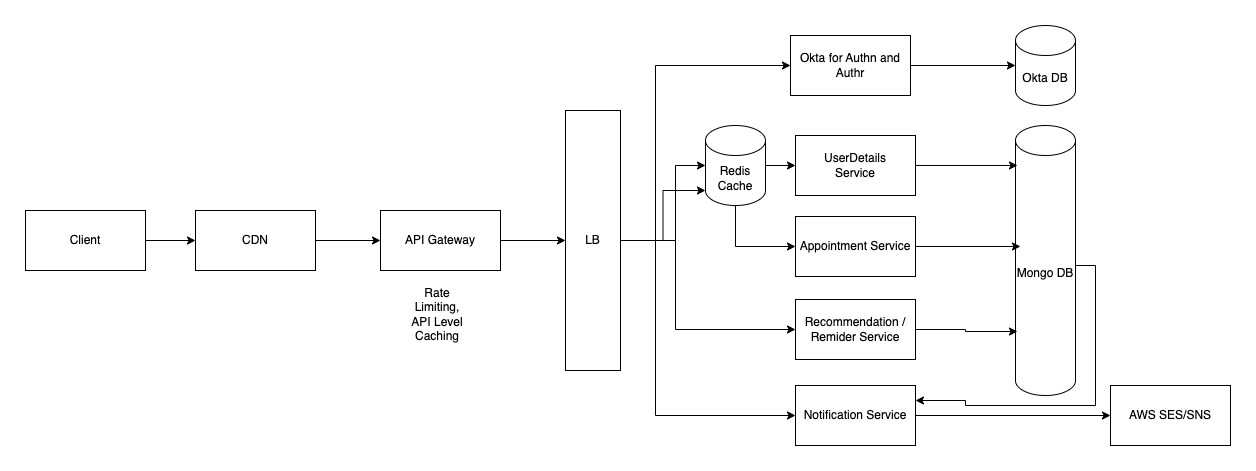 Okta for Authn and
Authr
Okta DB
Redis
Cache
UserDetails
Service
Client
CDN
API Gateway
LB
Appointment Service
Mongo DB
Rate
Limiting,
API Level
Caching
Recommendation /
Remider Service
Notification Service
AWS SES/SNS